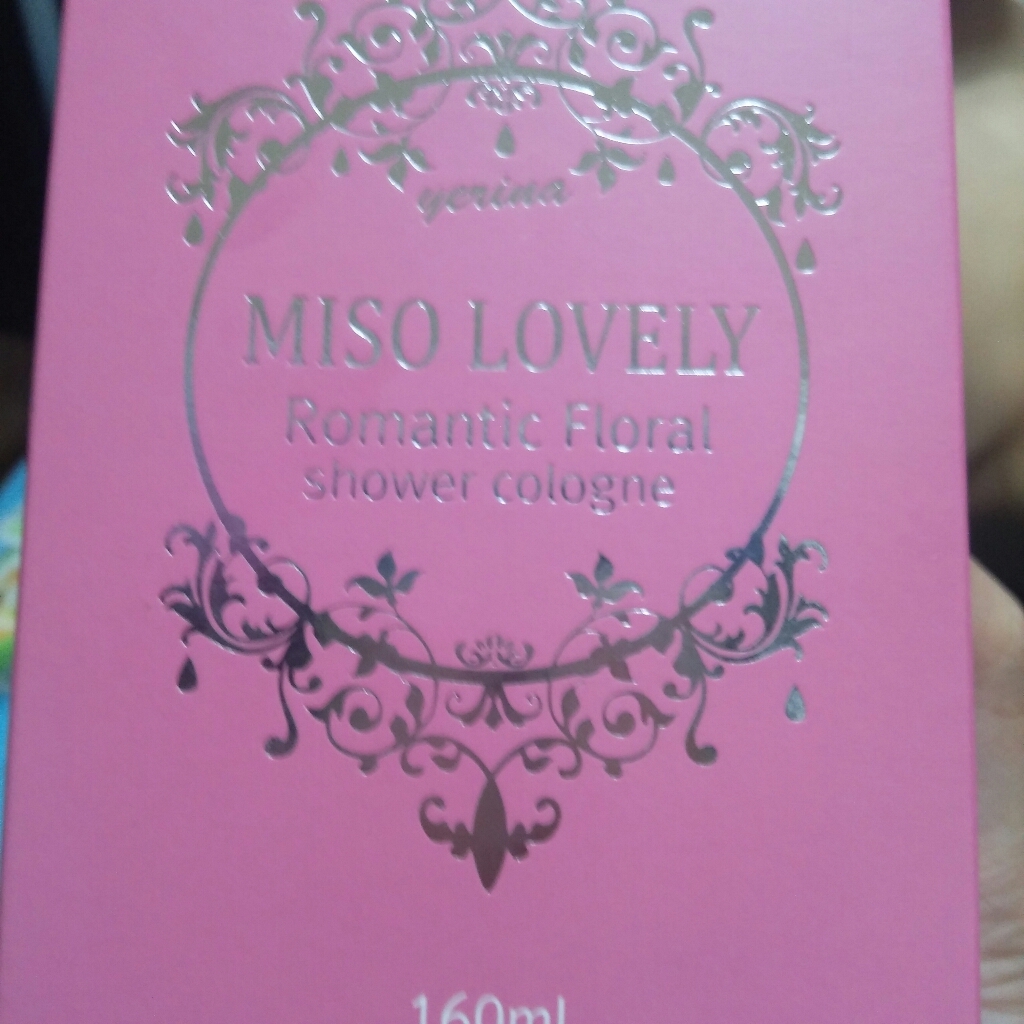 yerina
MISO LOVELY
Romantic Floral
shower cologne
160ml